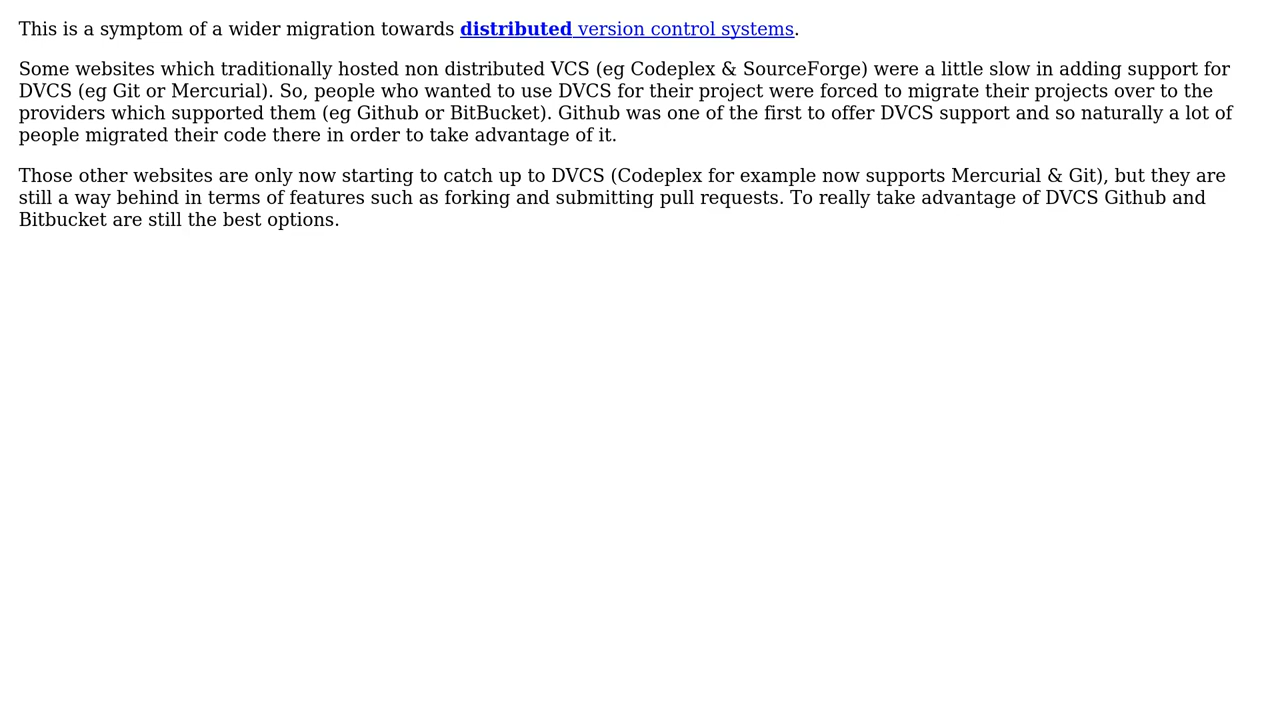 This is a symptom of a wider migration towards distributed version control systems.
Some websites which traditionally hosted non distributed VCS (eg Codeplex & SourceForge) were a little slow in adding support for
DVCS (eg Git or Mercurial). So, people who wanted to use DVCS for their project were forced to migrate their projects over to the
providers which supported them (eg Github or BitBucket). Github was one of the first to offer DVCS support and so naturally a lot of
people migrated their code there in order to take advantage of it.
Those other websites are only now starting to catch up to DVCS (Codeplex for example now supports Mercurial & Git), but they are
still a way behind in terms of features such as forking and submitting pull requests. To really take advantage of DVCS Github and
Bitbucket are still the best options.